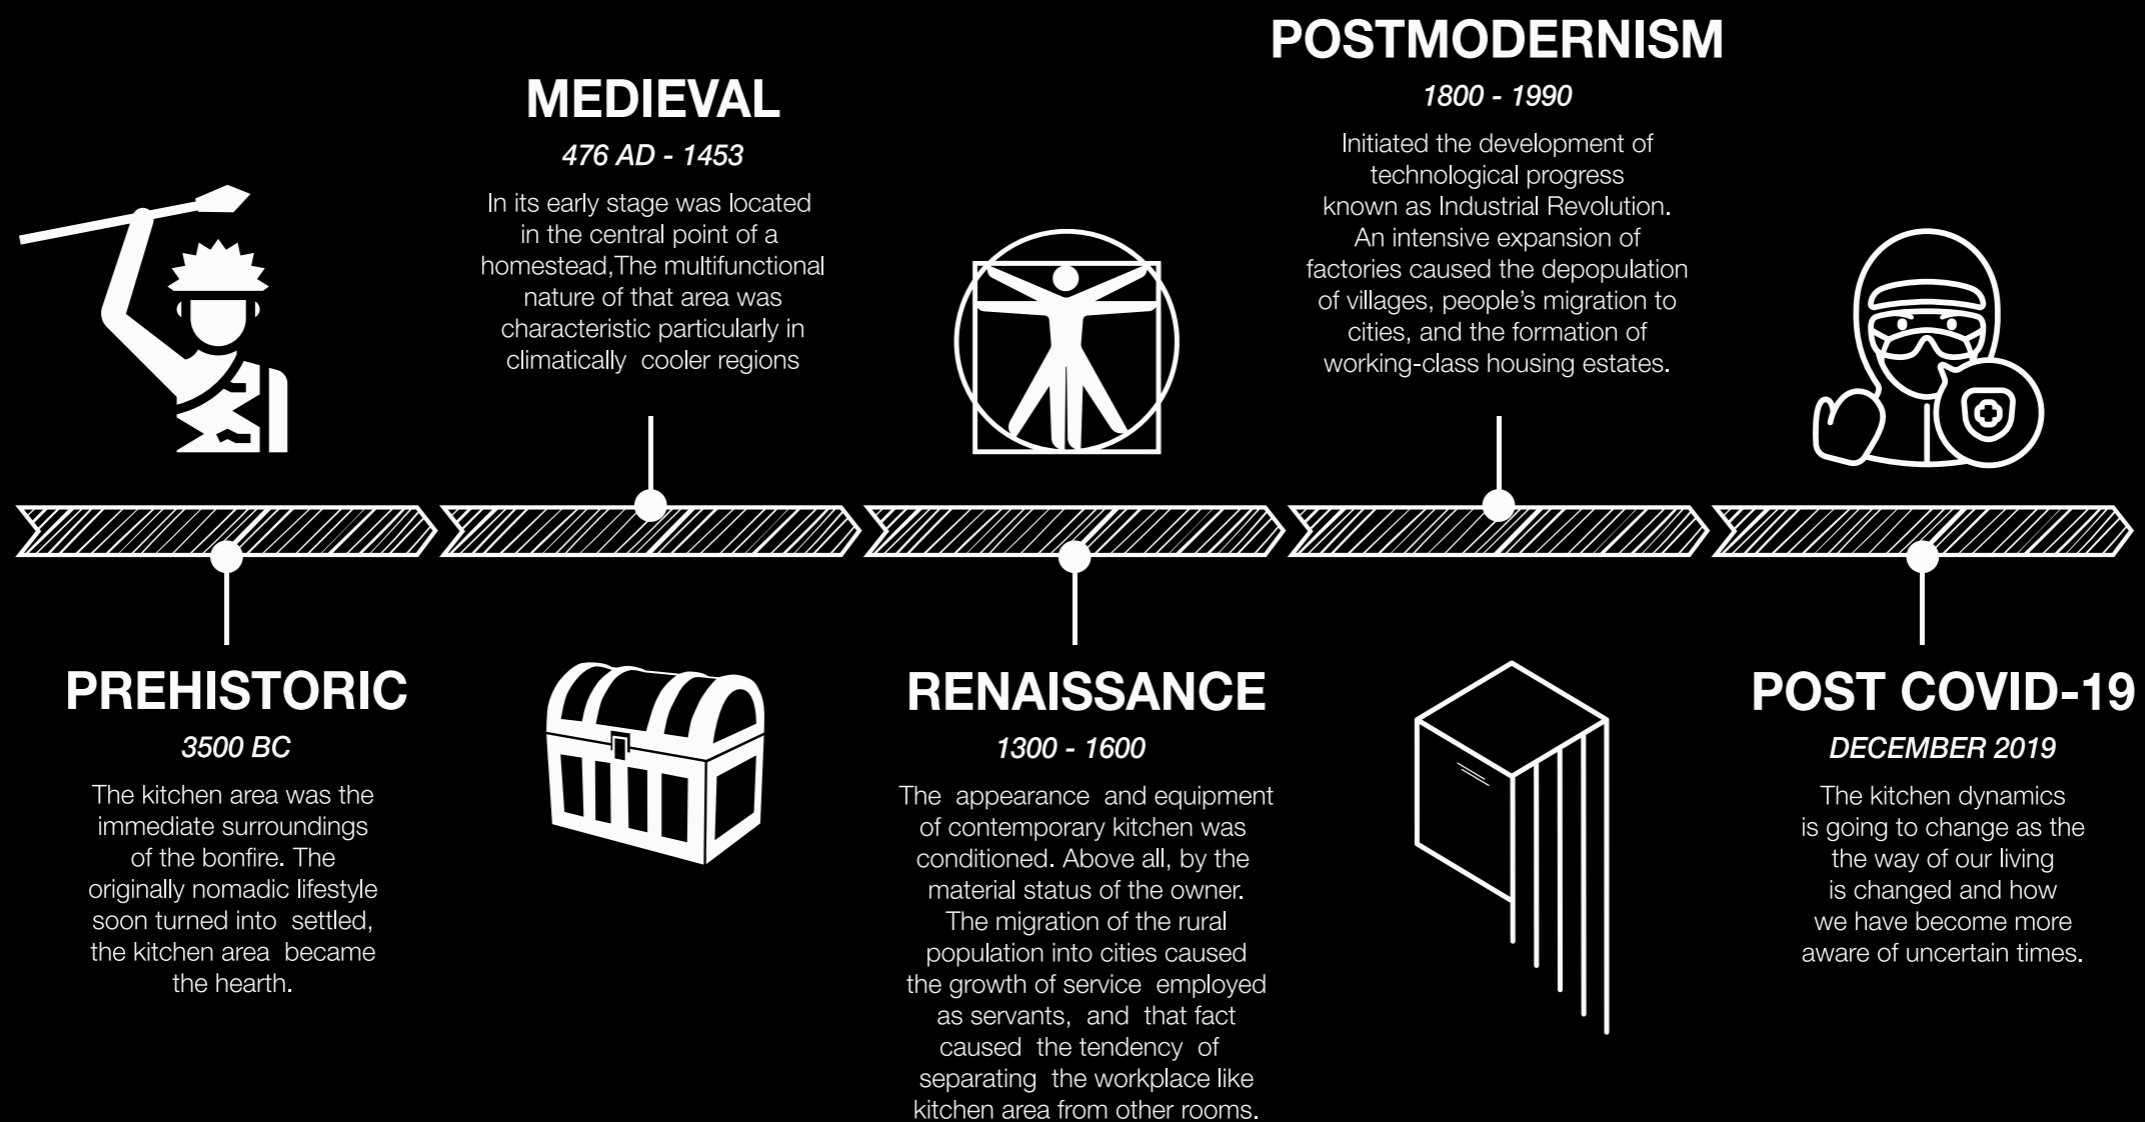 PREHISTORIC
3500 BC
The kitchen area was the
immediate surroundings
of the bonfire. The
originally nomadic lifestyle
soon turned into settled,
the kitchen area became
the hearth.
MEDIEVAL
476 AD - 1453
In its early stage was located
in the central point of a
homestead,The multifunctional
nature of that area was
characteristic particularly in
climatically cooler regions
RENAISSANCE
1300 - 1600
The appearance and equipment
of contemporary kitchen was
conditioned. Above all, by the
material status of the owner.
The migration of the rural
population into cities caused
the growth of service employed
as servants, and that fact
caused the tendency of
separating the workplace like
kitchen area from other rooms.
POSTMODERNISM
1800 - 1990
Initiated the development of
technological progress
known as Industrial Revolution.
An intensive expansion of
factories caused the depopulation
of villages, people’s migration to
cities, and the formation of
working-class housing estates.
POST COVID-19
DECEMBER 2019
The kitchen dynamics
is going to change as the
the way of our living
is changed and how
we have become more
aware of uncertain times.